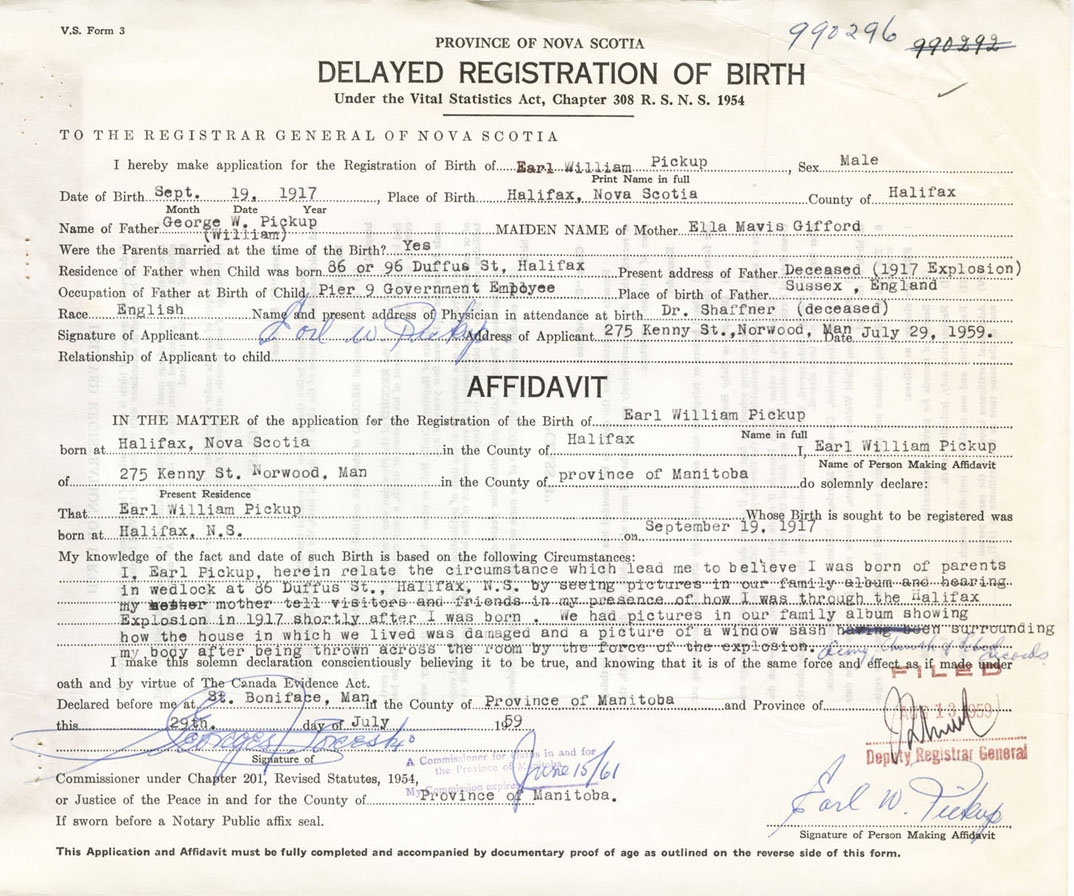 V.S. Form 3
990296 990292
PROVINCE OF NOVA SCOTIA
DELAYED REGISTRATION OF BIRTH
Under the Vital Statistics Act, Chapter 308 R. S. N. S. 1954
TO THE REGISTRAR GENERAL OF NOVA SCOTIA
I hereby make application for the Registration of Birth of Earl William Pickup, Sex Male
Print Name in full
Date of Birth Sept. 19, 1917, Place of Birth Halifax, Nova Scotia County of Halifax
Month Date Year
Name of Father George W. Pickup MAIDEN NAME of Mother Ella Mavis Gifford
(William)
Were the Parents married at the time of the Birth? Yes
Residence of Father when Child was born 86 or 96 Duffus St, Halifax Present address of Father Deceased (1917 Explosion)
Occupation of Father at Birth of Child Pier 9 Government Employee Place of birth of Father Sussex, England
Race English Name and present address of Physician in attendance at birth Dr. Shaffner (deceased)
Signature of Applicant Earl W Pickup Address of Applicant 275 Kenny St., Norwood, Man Date July 29, 1959.
Relationship of Applicant to child
AFFIDAVIT
IN THE MATTER of the application for the Registration of the Birth of Earl William Pickup
Name in full
born at Halifax, Nova Scotia in the County of Halifax I, Earl William Pickup
Name of Person Making Affidavit
of 275 Kenny St. Norwood, Man in the County of province of Manitoba do solemnly declare:
Present Residence
That Earl William Pickup Whose Birth is sought to be registered was
born at Halifax, N.S. on September 19. 1917
My knowledge of the fact and date of such Birth is based on the following Circumstances:
I, Earl Pickup, herein relate the circumstance which lead me to believe I was born of parents
in wedlock at 86 Duffus St., Halifax, N.S. by seeing pictures in our family album and hearing
my mother tell visitors and friends in my presence of how I was through the Halifax
Explosion in 1917 shortly after I was born . We had pictures in our family album showing
how the house in which we lived was damaged and a picture of a window sash having been surrounding
my body after being thrown across the room by the force of the explosion. Army Church & School records
I make this solemn declaration conscientiously believing it to be true, and knowing that it is of the same force and effect as if made under
oath and by virtue of The Canada Evidence Act.
FILED
Declared before me at St. Boniface, Man. in the County of Province of Manitoba and Province of
this 29th. day of July 1959
13 1959
Signature of
Deputy Registrar General
A Commissioner for Oaths in and for
the Province of Manitoba
My Commission expires June 15/61
Commissioner under Chapter 201, Revised Statutes, 1954,
or Justice of the Peace in and for the County of Province of Manitoba.
If sworn before a Notary Public affix seal.
Earl W. Pickup
Signature of Person Making Affidavit
This Application and Affidavit must be fully completed and accompanied by documentary proof of age as outlined on the reverse side of this form.